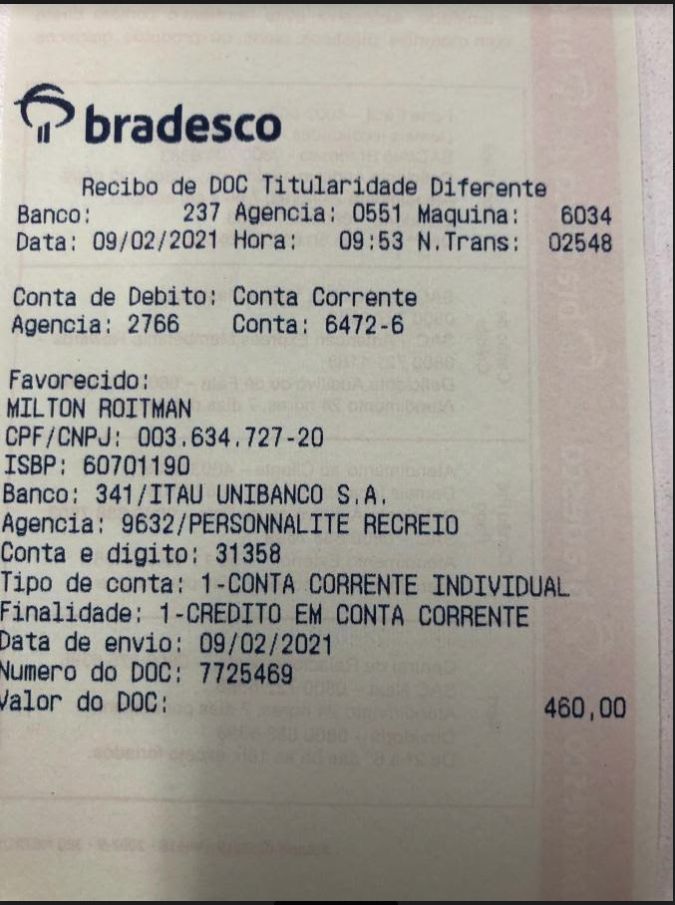 bradesco
Recibo de DOC Titularidade Diferente
Banco: 237 Agencia: 0551 Maquina: 6034
Data: 09/02/2021 Hora: 09:53 N.Trans: 02548
Conta de Debito: Conta Corrente
Agencia: 2766 Conta: 6472-6
Favorecido:
MILTON ROITMAN
CPF/CNPJ: 003.634.727-20
ISBP: 60701190
Banco: 341/ITAU UNIBANCO S.A.
Agencia: 9632/PERSONNALITE RECREIO
Conta e digito: 31358
Tipo de conta: 1-CONTA CORRENTE INDIVIDUAL
Finalidade: 1-CREDITO EM CONTA CORRENTE
Data de envio: 09/02/2021
Numero do DOC: 7725469
Valor do DOC: 460,00